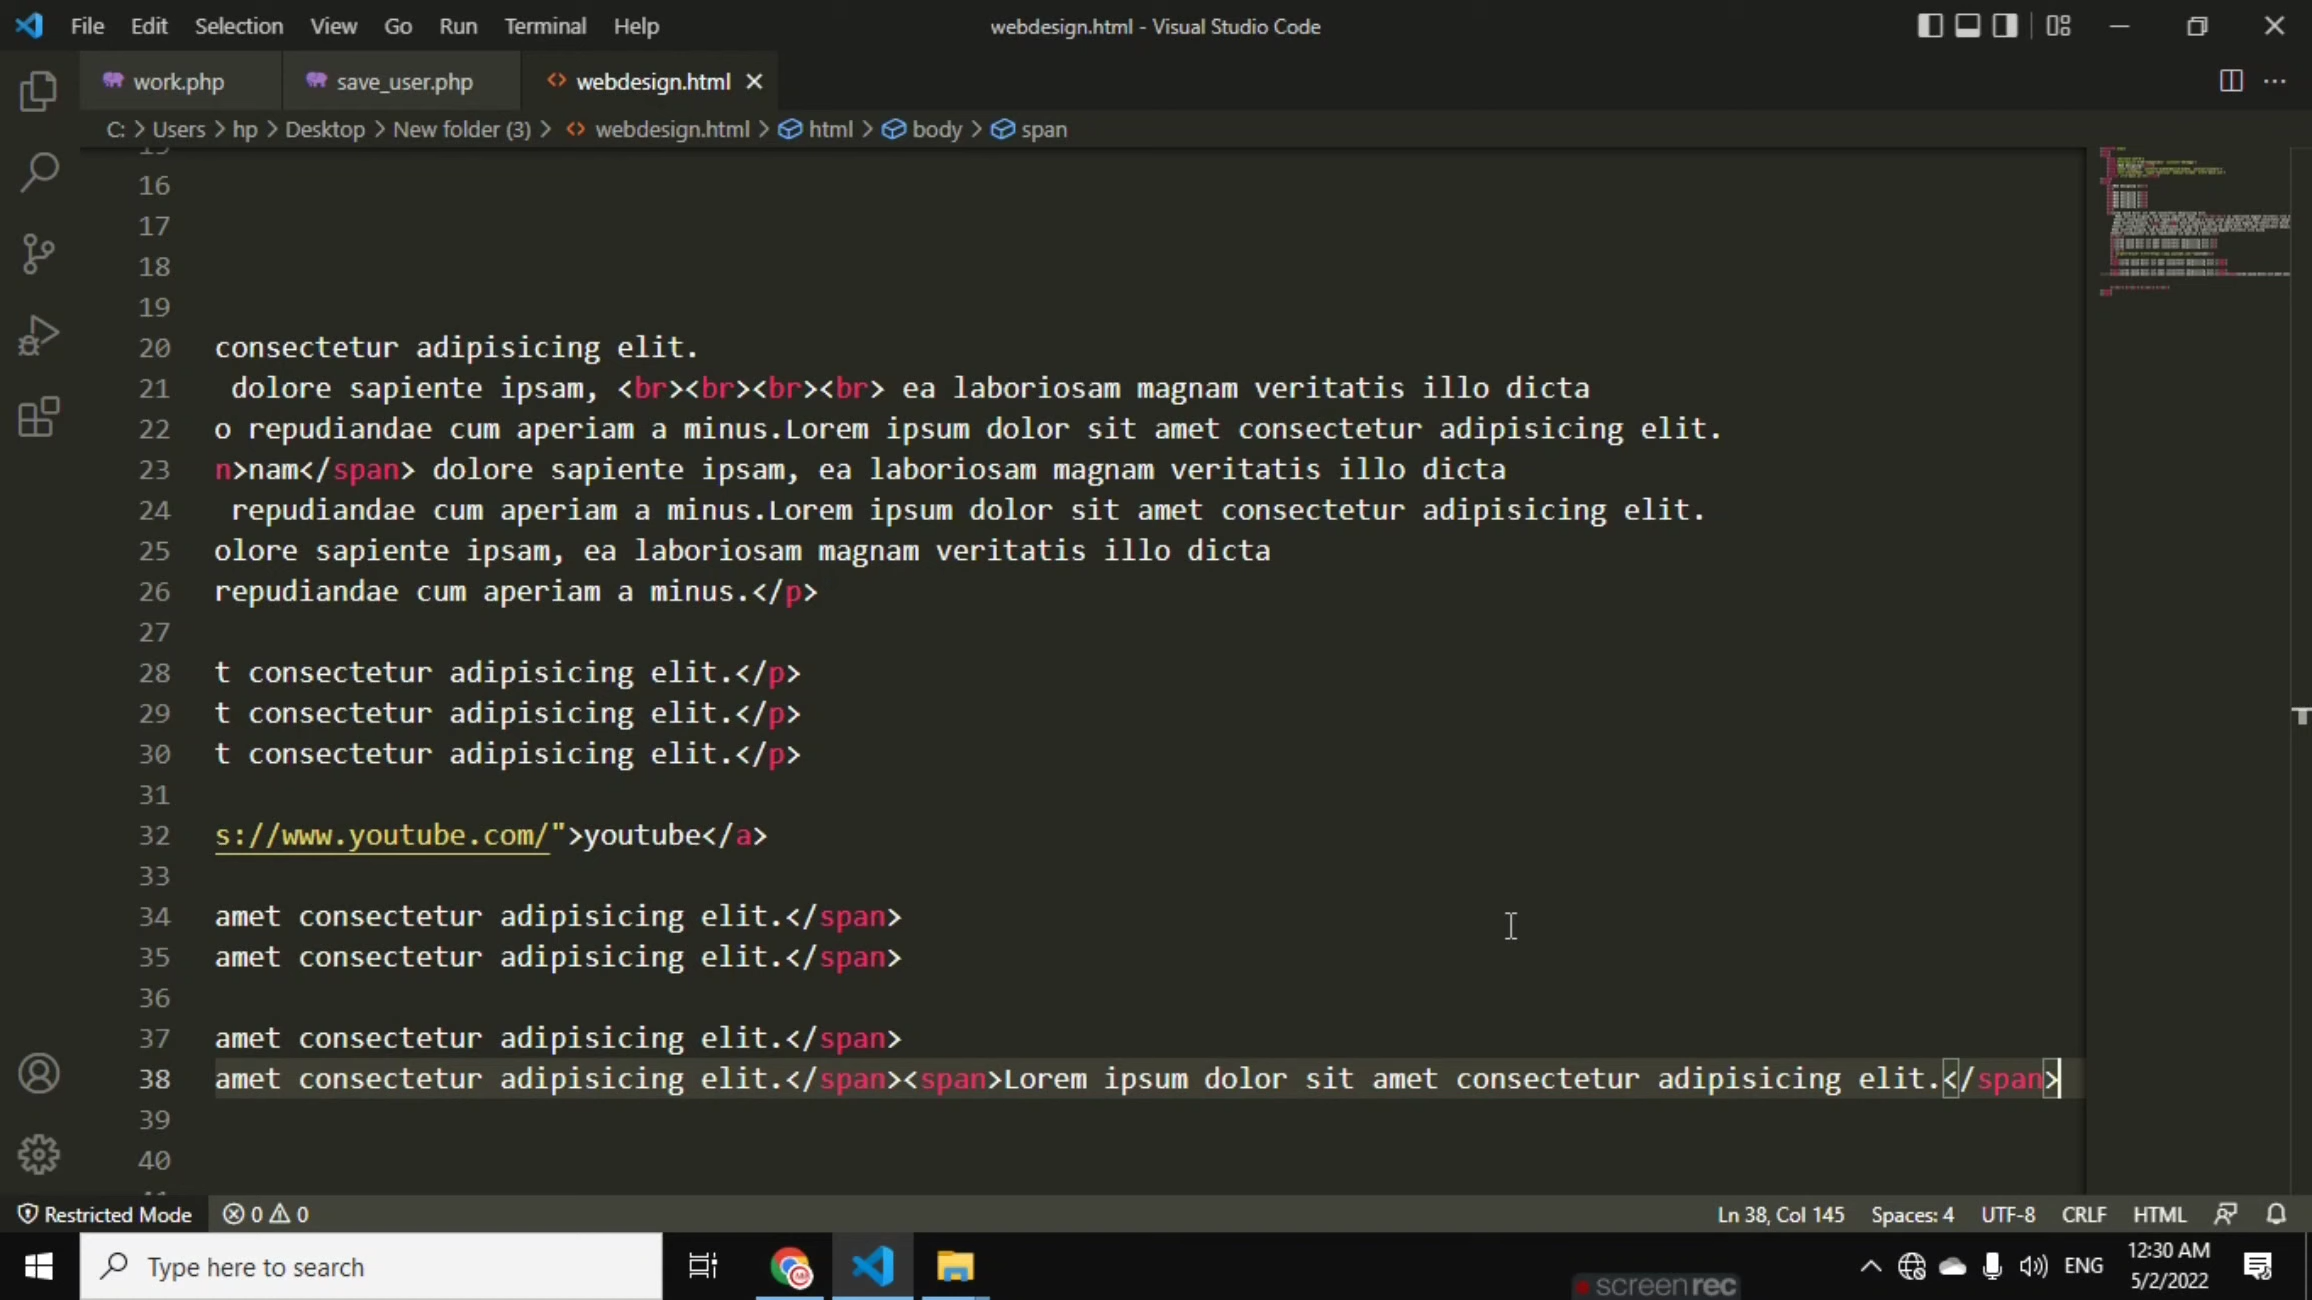 File Edit Selection View Go Run Terminal Help webdesign.html - Visual Studio Code
work.php save_user.php webdesign.html
C: > Users > hp > Desktop > New folder (3) > webdesign.html > html > body > span
16
17
18
19
20 consectetur adipisicing elit.
21 dolore sapiente ipsam, <br><br><br><br> ea laboriosam magnam veritatis illo dicta
22 o repudiandae cum aperiam a minus.Lorem ipsum dolor sit amet consectetur adipisicing elit.
23 n>nam</span> dolore sapiente ipsam, ea laboriosam magnam veritatis illo dicta
24 repudiandae cum aperiam a minus.Lorem ipsum dolor sit amet consectetur adipisicing elit.
25 olore sapiente ipsam, ea laboriosam magnam veritatis illo dicta
26 repudiandae cum aperiam a minus.</p>
27
28 t consectetur adipisicing elit.</p>
29 t consectetur adipisicing elit.</p>
30 t consectetur adipisicing elit.</p>
31
32 s://www.youtube.com/">youtube</a>
33
34 amet consectetur adipisicing elit.</span>
35 amet consectetur adipisicing elit.</span>
36
37 amet consectetur adipisicing elit.</span>
38 amet consectetur adipisicing elit.</span><span>Lorem ipsum dolor sit amet consectetur adipisicing elit.</span>
39
40
Restricted Mode 0 0 Ln 38, Col 145 Spaces: 4 UTF-8 CRLF HTML
Type here to search ENG 12:30 AM
5/2/2022
screenrec